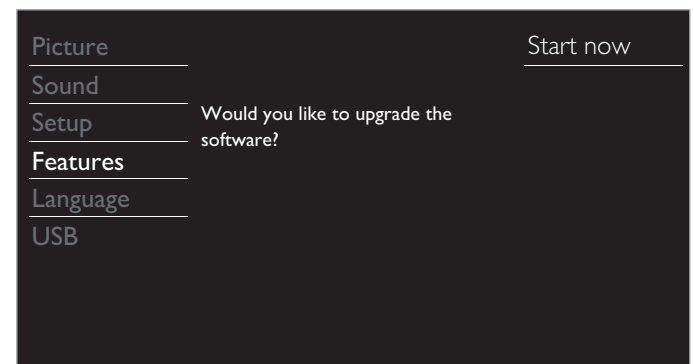 Picture
Sound
Setup
Features
Language
USB
Would you like to upgrade the
software?
Start now